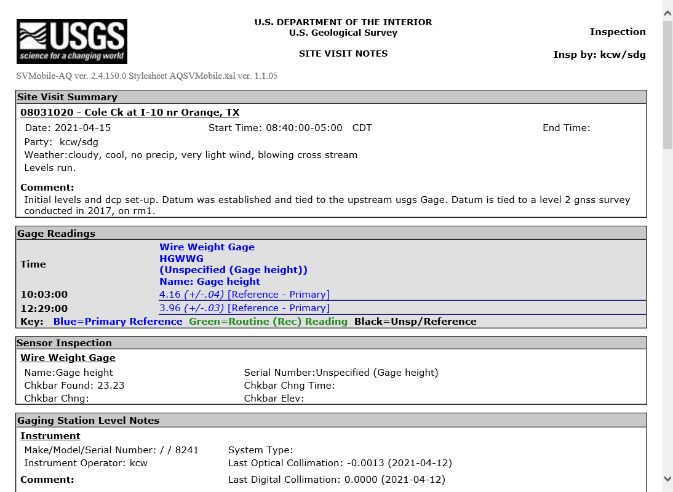 USGS
science for a changing world
U.S. DEPARTMENT OF THE INTERIOR
U.S. Geological Survey
SITE VISIT NOTES
Inspection
Insp by: kcw/sdg
SVMobile-AQ ver. 2.4.150.0 Stylesheet AQSVMobile.xsl ver. 1.1.05
Site Visit Summary
08031020 - Cole Ck at I-10 nr Orange, TX
Date: 2021-04-15 Start Time: 08:40:00-05:00 CDT End Time:
Party: kcw/sdg
Weather:cloudy, cool, no precip, very light wind, blowing cross stream
Levels run.
Comment:
Initial levels and dcp set-up. Datum was established and tied to the upstream usgs Gage. Datum is tied to a level 2 gnss survey
conducted in 2017, on rm1.
Gage Readings
Time
Wire Weight Gage
HGWWG
(Unspecified (Gage height))
Name: Gage height
10:03:00 4.16 (+/-.04) [Reference - Primary]
12:29:00 3.96 (+/-.03) [Reference - Primary]
Key: Blue=Primary Reference Green=Routine (Rec) Reading Black=Unsp/Reference
Sensor Inspection
Wire Weight Gage
Name:Gage height Serial Number:Unspecified (Gage height)
Chkbar Found: 23.23 Chkbar Chng Time:
Chkbar Chng: Chkbar Elev:
Gaging Station Level Notes
Instrument
Make/Model/Serial Number: / / 8241 System Type:
Instrument Operator: kcw Last Optical Collimation: -0.0013 (2021-04-12)
Comment: Last Digital Collimation: 0.0000 (2021-04-12)